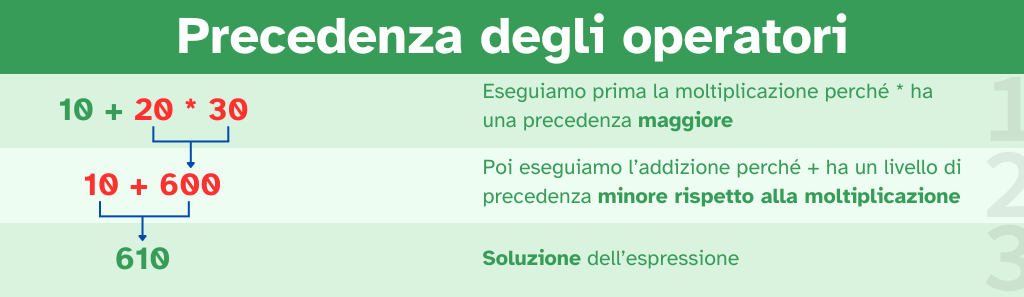 Precedenza degli operatori
10 + 20 * 30
Eseguiamo prima la moltiplicazione perché * ha
una precedenza maggiore
1
10 + 600
Poi eseguiamo l’addizione perché + ha un livello di
precedenza minore rispetto alla moltiplicazione
2
610
Soluzione dell’espressione
3